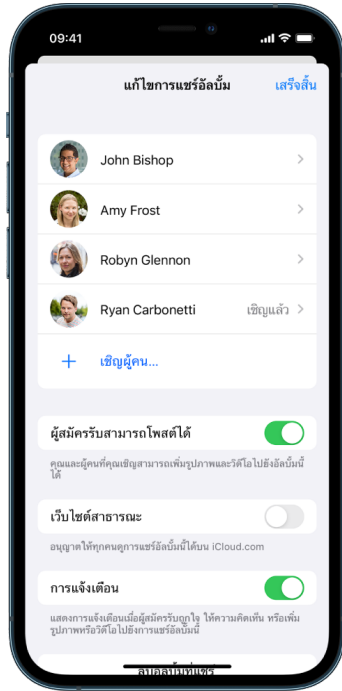 09:41
แก้ไขการแชร์อัลบั้ม
เสร็จสิ้น
John Bishop
Amy Frost
Robyn Glennon
Ryan Carbonetti
เชิญแล้ว
เชิญผู้คน...
ผู้สมัครรับสามารถโพสต์ได้
คุณและผู้คนที่คุณเชิญสามารถเพิ่มรูปภาพและวิดีโอไปยังอัลบั้มนี้
ได้
เว็บไซต์สาธารณะ
อนุญาตให้ทุกคนดูการแชร์อัลบั้มนี้ได้บน iCloud.com
การแจ้งเตือน
แสดงการแจ้งเตือนเมื่อผู้สมัครรับถูกใจ ให้ความคิดเห็น หรือเพิ่ม
รูปภาพหรือวิดีโอไปยังการแชร์อัลบั้มนี้
ลบอัลบั้มที่แชร์